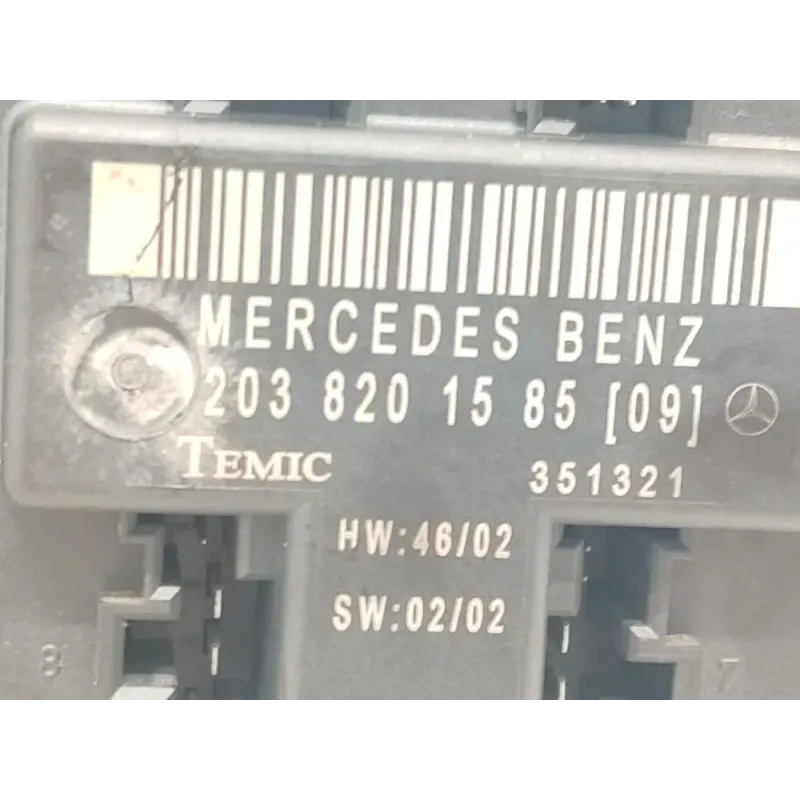 MERCEDES BENZ
203 820 15 85 [09]
TEMIC 351321
HW:46/02
SW:02/02
8 7